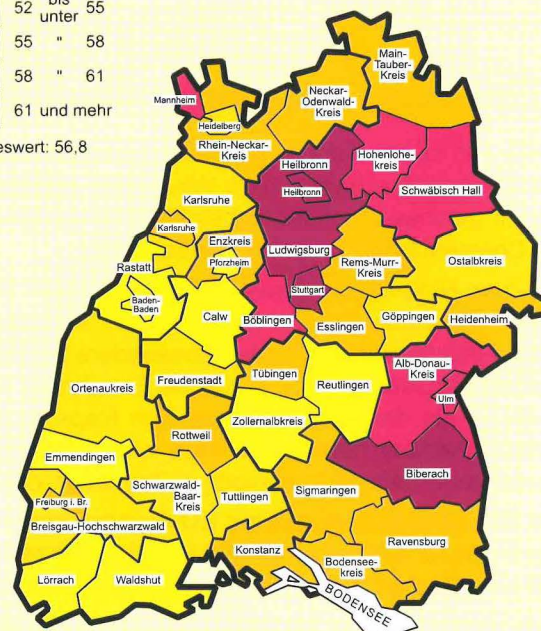 52 bis unter 55
55 " 58
58 " 61
61 und mehr
eswert: 56,8
Main-
Tauber-
Kreis
Mannheim
Neckar-
Odenwald-
Kreis
Heidelberg
Rhein-Neckar-
Kreis
Heilbronn
Hohenlohe-
kreis
Heilbronn
Schwäbisch Hall
Karlsruhe
Karlsruhe
Enzkreis
Ludwigsburg
Rems-Murr-
Kreis
Ostalbkreis
Rastatt
Pforzheim
Stuttgart
Baden-
Baden
Calw
Böblingen
Esslingen
Göppingen
Heidenheim
Alb-Donau-
Kreis
Ortenaukreis
Freudenstadt
Tübingen
Reutlingen
Ulm
Zollernalbkreis
Rottweil
Emmendingen
Biberach
Schwarzwald-
Baar-
Kreis
Tuttlingen
Sigmaringen
Freiburg i. Br.
Breisgau-Hochschwarzwald
Ravensburg
Konstanz
Bodensee-
kreis
Lörrach
Waldshut
BODENSEE